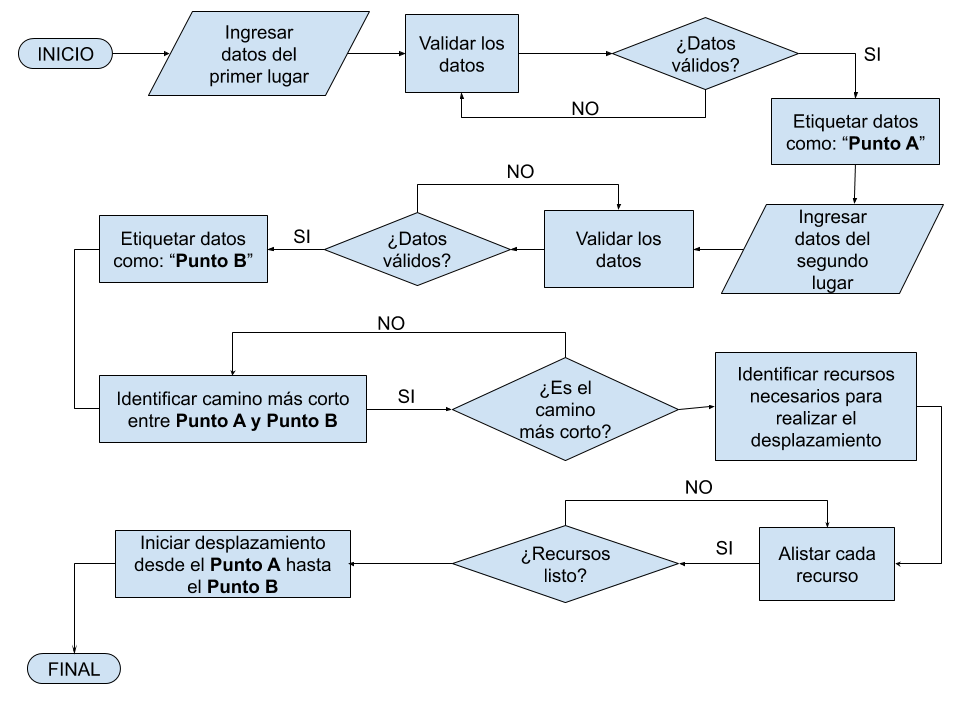 INICIO
Ingresar
datos del
primer lugar
Validar los
datos
¿Datos
válidos?
SI
NO
Etiquetar datos
como: “Punto A”
Ingresar
datos del
segundo
lugar
Validar los
datos
NO
¿Datos
válidos?
SI
Etiquetar datos
como: “Punto B”
NO
Identificar camino más corto
entre Punto A y Punto B
SI
¿Es el
camino
más corto?
Identificar recursos
necesarios para
realizar el
desplazamiento
NO
Alistar cada
recurso
SI
¿Recursos
listo?
Iniciar desplazamiento
desde el Punto A hasta
el Punto B
FINAL